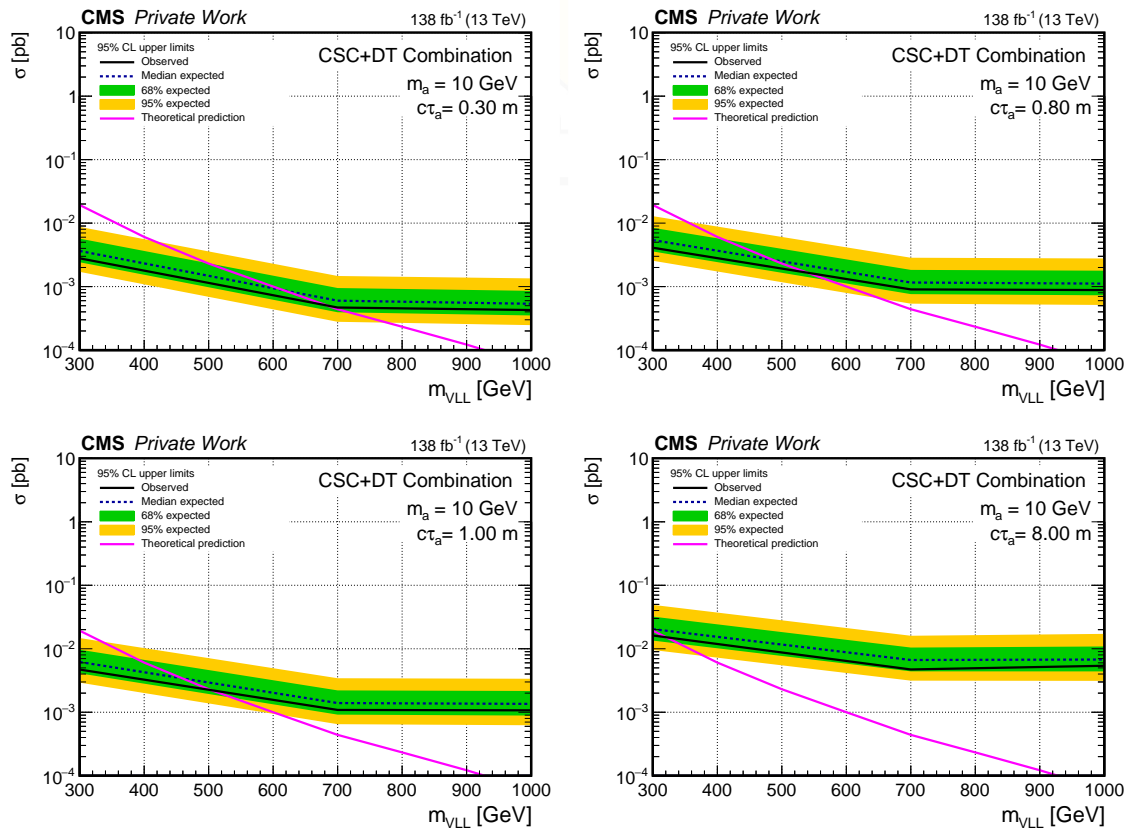 CMS Private Work 138 fb⁻¹ (13 TeV)
σ [pb]
95% CL upper limits
Observed
Median expected
68% expected
95% expected
Theoretical prediction
CSC+DT Combination
mₐ = 10 GeV
cτₐ= 0.30 m
10
1
10⁻¹
10⁻²
10⁻³
10⁻⁴
300 400 500 600 700 800 900 1000
m_VLL [GeV]
CMS Private Work 138 fb⁻¹ (13 TeV)
σ [pb]
95% CL upper limits
Observed
Median expected
68% expected
95% expected
Theoretical prediction
CSC+DT Combination
mₐ = 10 GeV
cτₐ= 0.80 m
10
1
10⁻¹
10⁻²
10⁻³
10⁻⁴
300 400 500 600 700 800 900 1000
m_VLL [GeV]
CMS Private Work 138 fb⁻¹ (13 TeV)
σ [pb]
95% CL upper limits
Observed
Median expected
68% expected
95% expected
Theoretical prediction
CSC+DT Combination
mₐ = 10 GeV
cτₐ= 1.00 m
10
1
10⁻¹
10⁻²
10⁻³
10⁻⁴
300 400 500 600 700 800 900 1000
m_VLL [GeV]
CMS Private Work 138 fb⁻¹ (13 TeV)
σ [pb]
95% CL upper limits
Observed
Median expected
68% expected
95% expected
Theoretical prediction
CSC+DT Combination
mₐ = 10 GeV
cτₐ= 8.00 m
10
1
10⁻¹
10⁻²
10⁻³
10⁻⁴
300 400 500 600 700 800 900 1000
m_VLL [GeV]